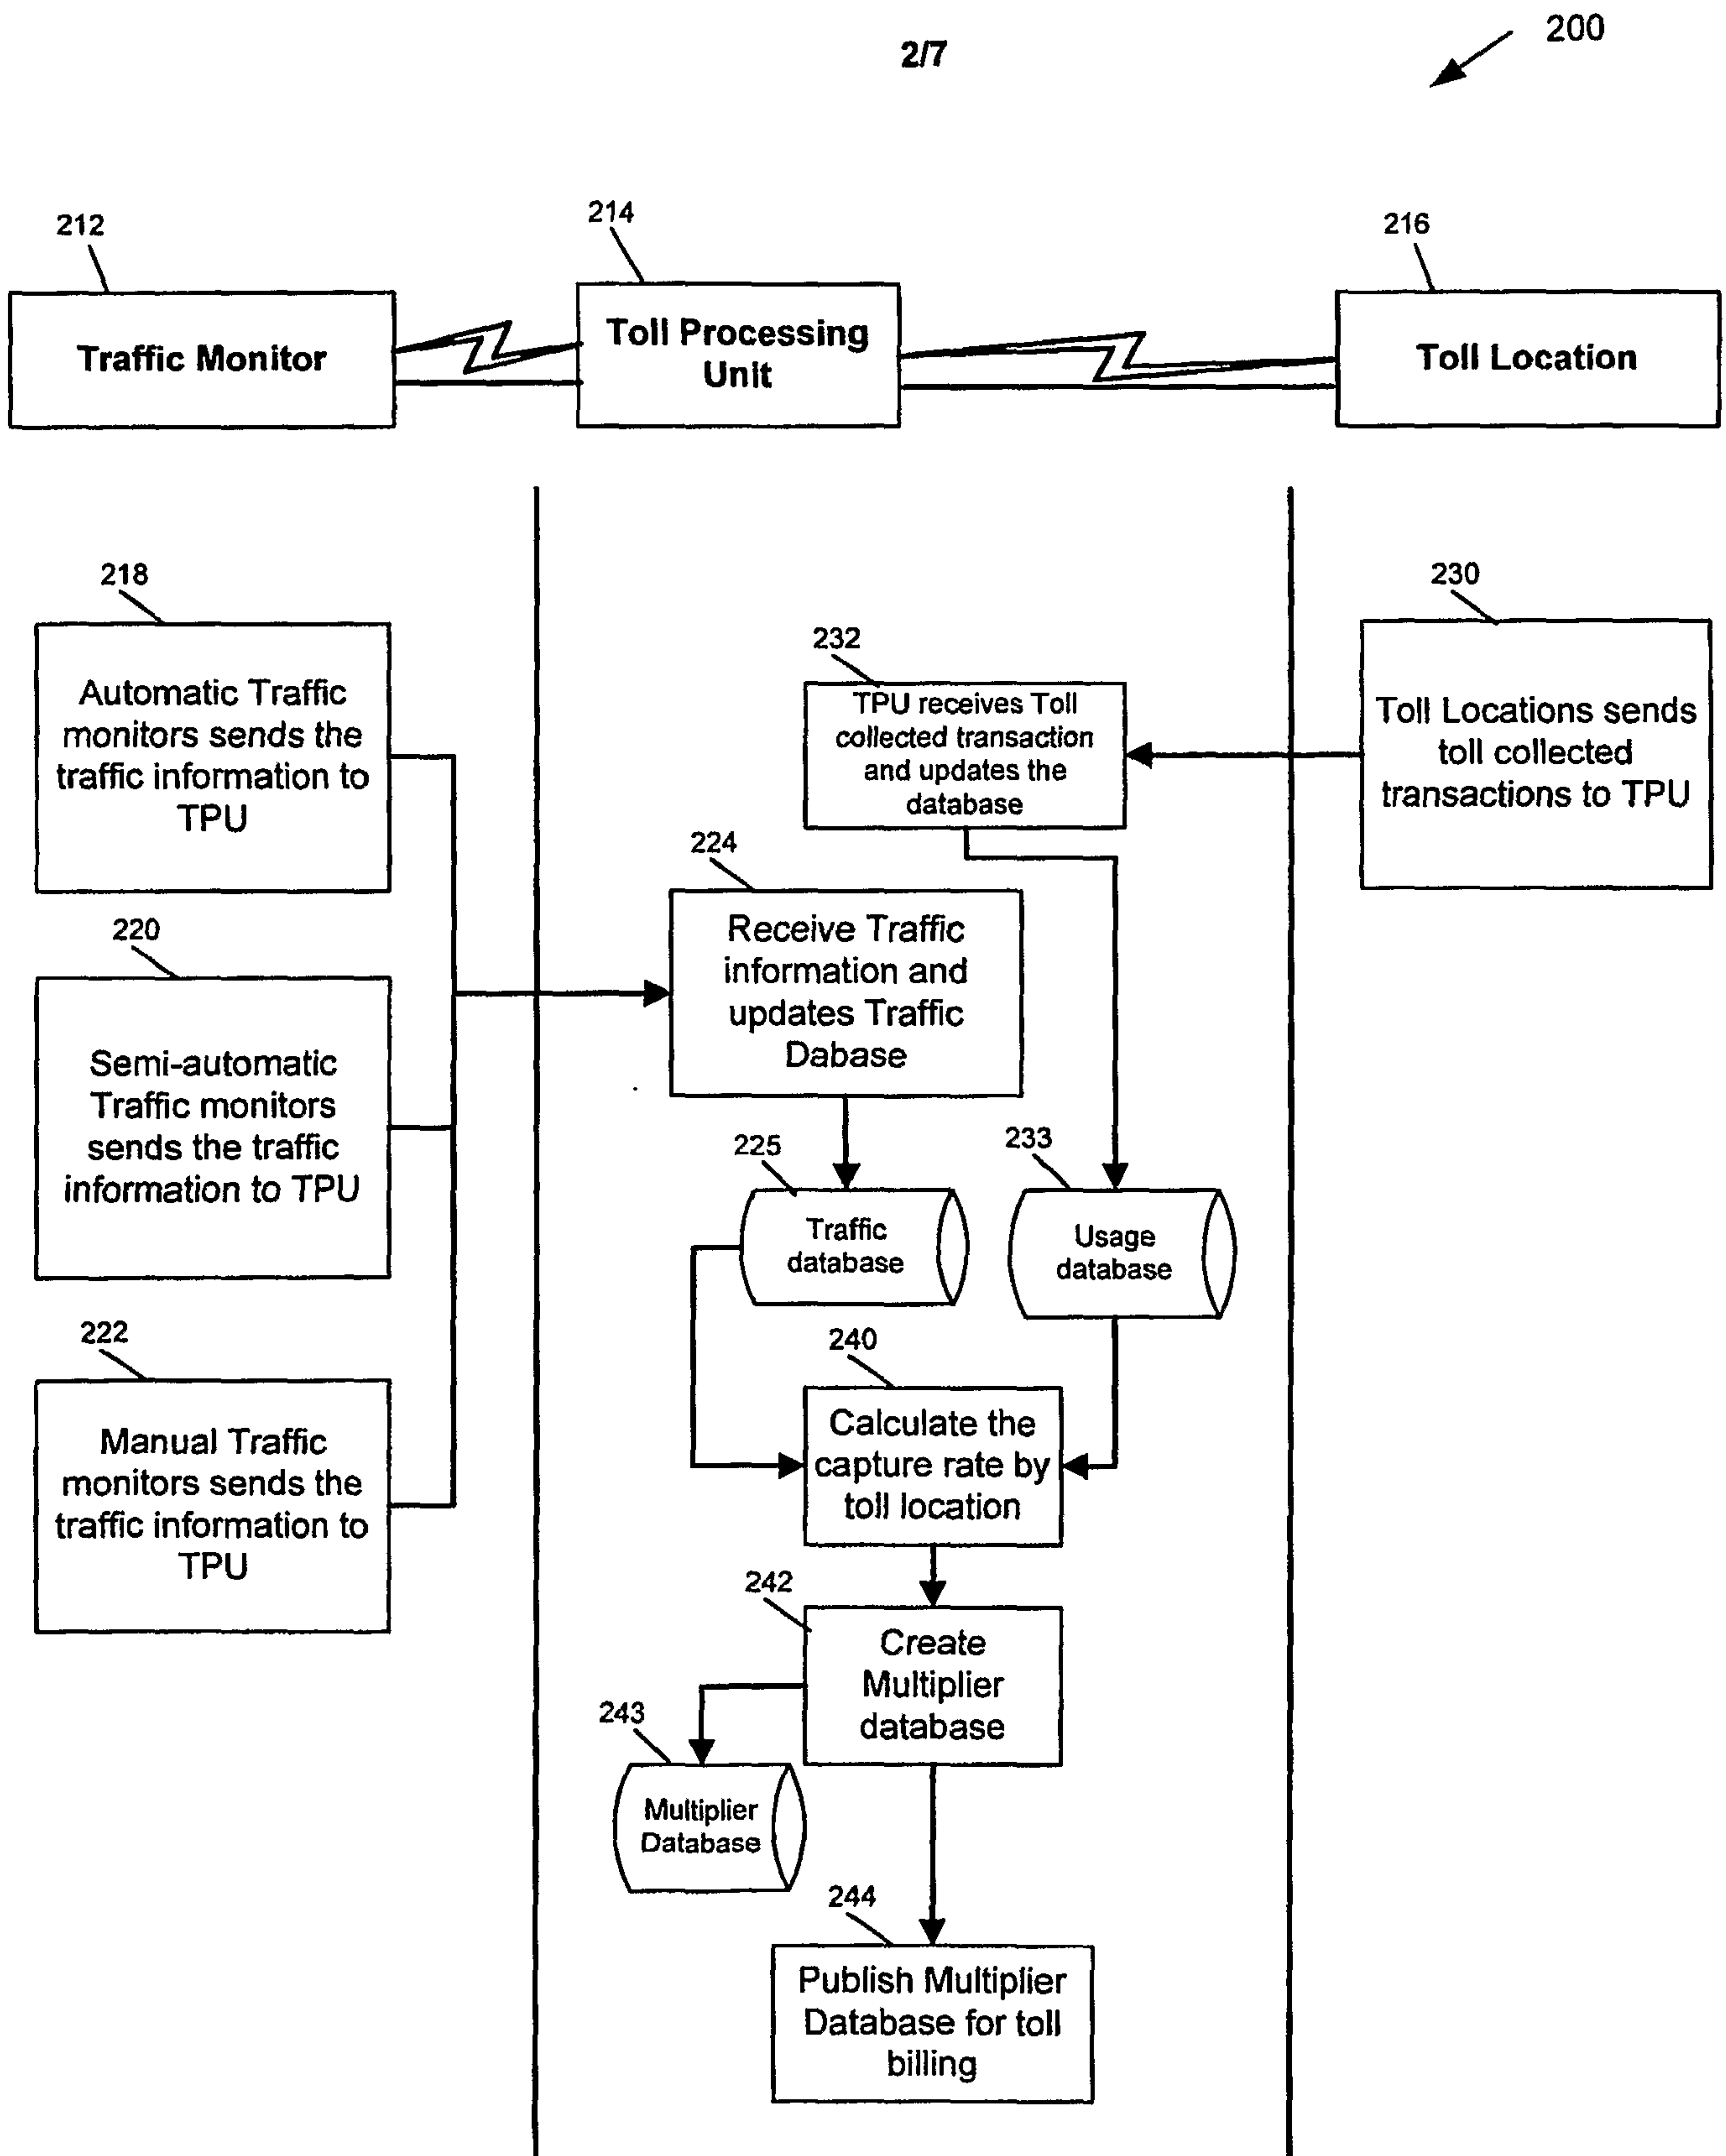 2/7
200
212
214
216
Traffic Monitor
Toll Processing
Unit
Toll Location
218
Automatic Traffic
monitors sends the
traffic information to
TPU
220
Semi-automatic
Traffic monitors
sends the traffic
information to TPU
222
Manual Traffic
monitors sends the
traffic information to
TPU
230
Toll Locations sends
toll collected
transactions to TPU
232
TPU receives Toll
collected transaction
and updates the
database
224
Receive Traffic
information and
updates Traffic
Dabase
225
Traffic
database
233
Usage
database
240
Calculate the
capture rate by
toll location
242
Create
Multiplier
database
243
Multiplier
Database
244
Publish Multiplier
Database for toll
billing